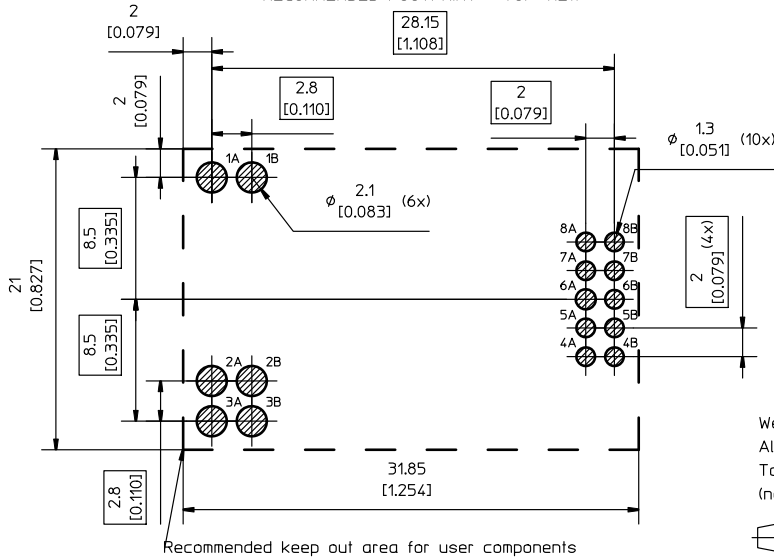 2
[0.079]
28.15
[1.108]
2
[0.079]
2.8
[0.110]
2
[0.079]
ø 1.3 (10x)
[0.051]
1A 1B
ø 2.1 (6x)
[0.083]
8.5
[0.335]
21
[0.827]
8.5
[0.335]
8A 8B
7A 7B
6A 6B
5A 5B
4A 4B
2 (4x)
[0.079]
2A 2B
3A 3B
2.8
[0.110]
31.85
[1.254]
We
Al
(n
Recommended keep out area for user components